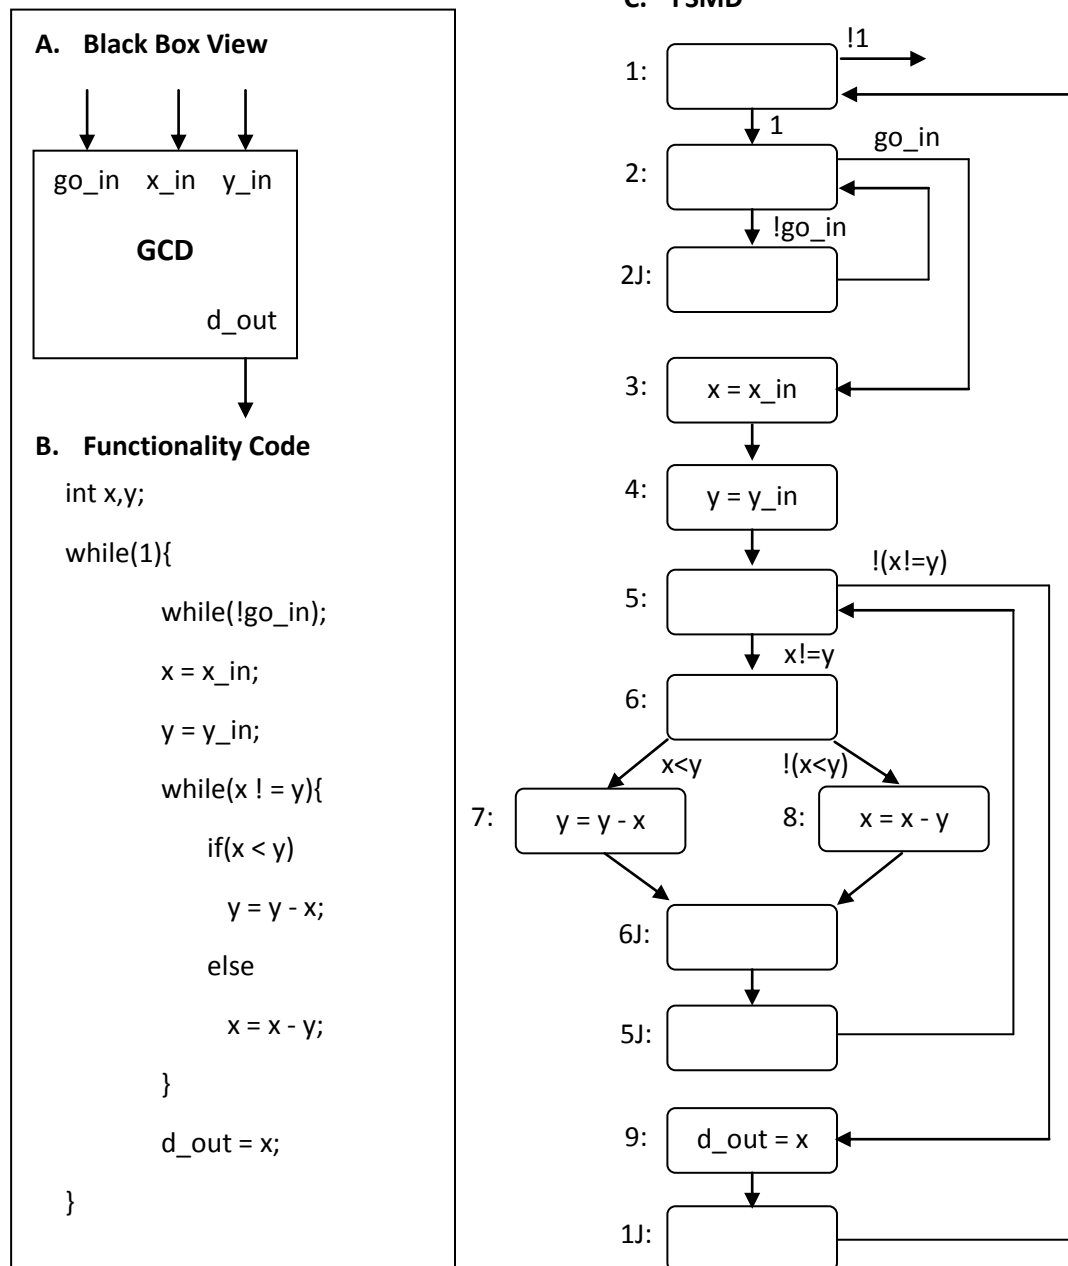 A. Black Box View
go_in x_in y_in
GCD
d_out
B. Functionality Code
int x,y;
while(1){
while(!go_in);
x = x_in;
y = y_in;
while(x ! = y){
if(x < y)
y = y - x;
else
x = x - y;
}
d_out = x;
}
C. FSMD
1:
!1
1
2:
go_in
!go_in
2J:
3:
x = x_in
4:
y = y_in
5:
!(x!=y)
x!=y
6:
x<y
!(x<y)
7:
y = y - x
8:
x = x - y
6J:
5J:
9:
d_out = x
1J: